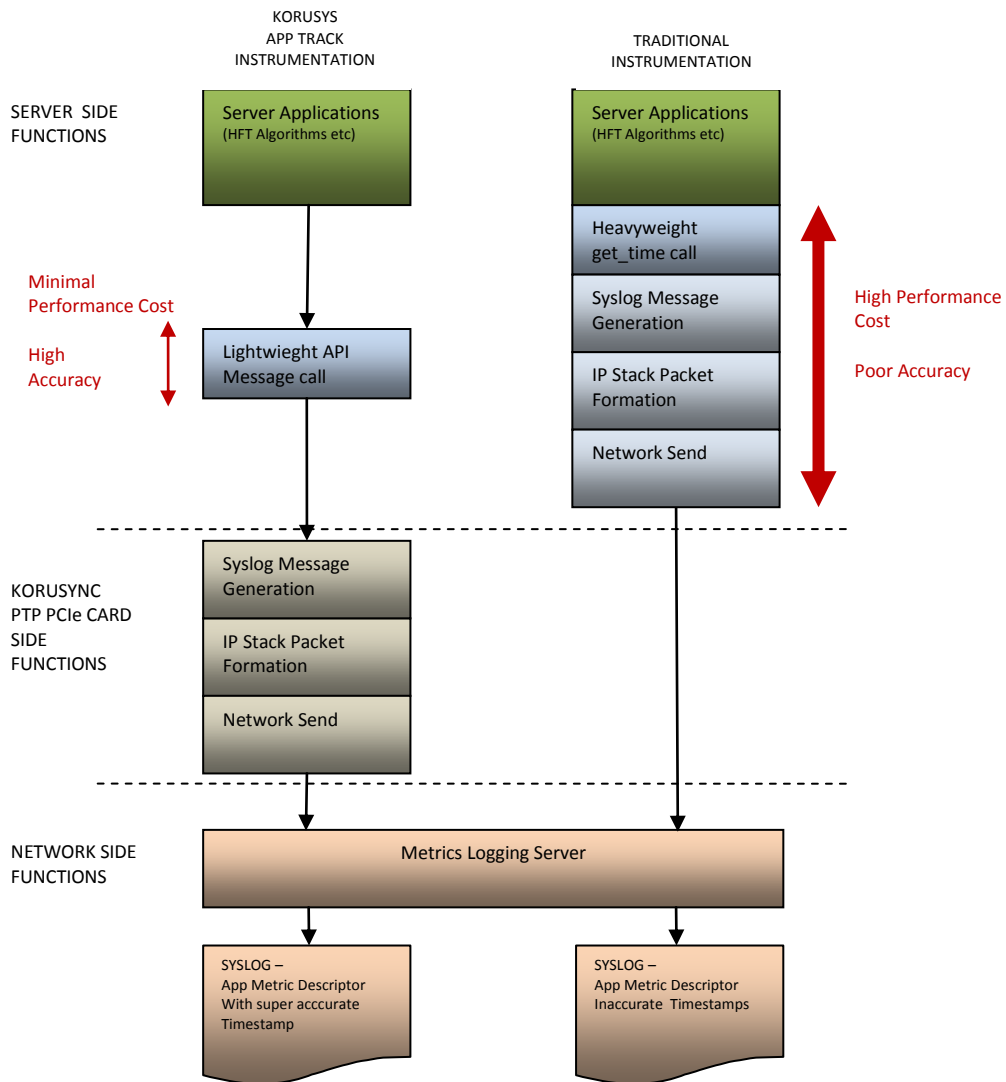 KORUSYS
APP TRACK
INSTRUMENTATION
TRADITIONAL
INSTRUMENTATION
SERVER SIDE
FUNCTIONS
Server Applications
(HFT Algorithms etc)
Server Applications
(HFT Algorithms etc)
Heavyweight
get_time call
Syslog Message
Generation
IP Stack Packet
Formation
Network Send
High Performance
Cost
Poor Accuracy
Minimal
Performance Cost
High
Accuracy
Lightwieght API
Message call
KORUSYNC
PTP PCIe CARD
SIDE
FUNCTIONS
Syslog Message
Generation
IP Stack Packet
Formation
Network Send
NETWORK SIDE
FUNCTIONS
Metrics Logging Server
SYSLOG –
App Metric Descriptor
With super acccurate
Timestamp
SYSLOG –
App Metric Descriptor
Inaccurate Timestamps